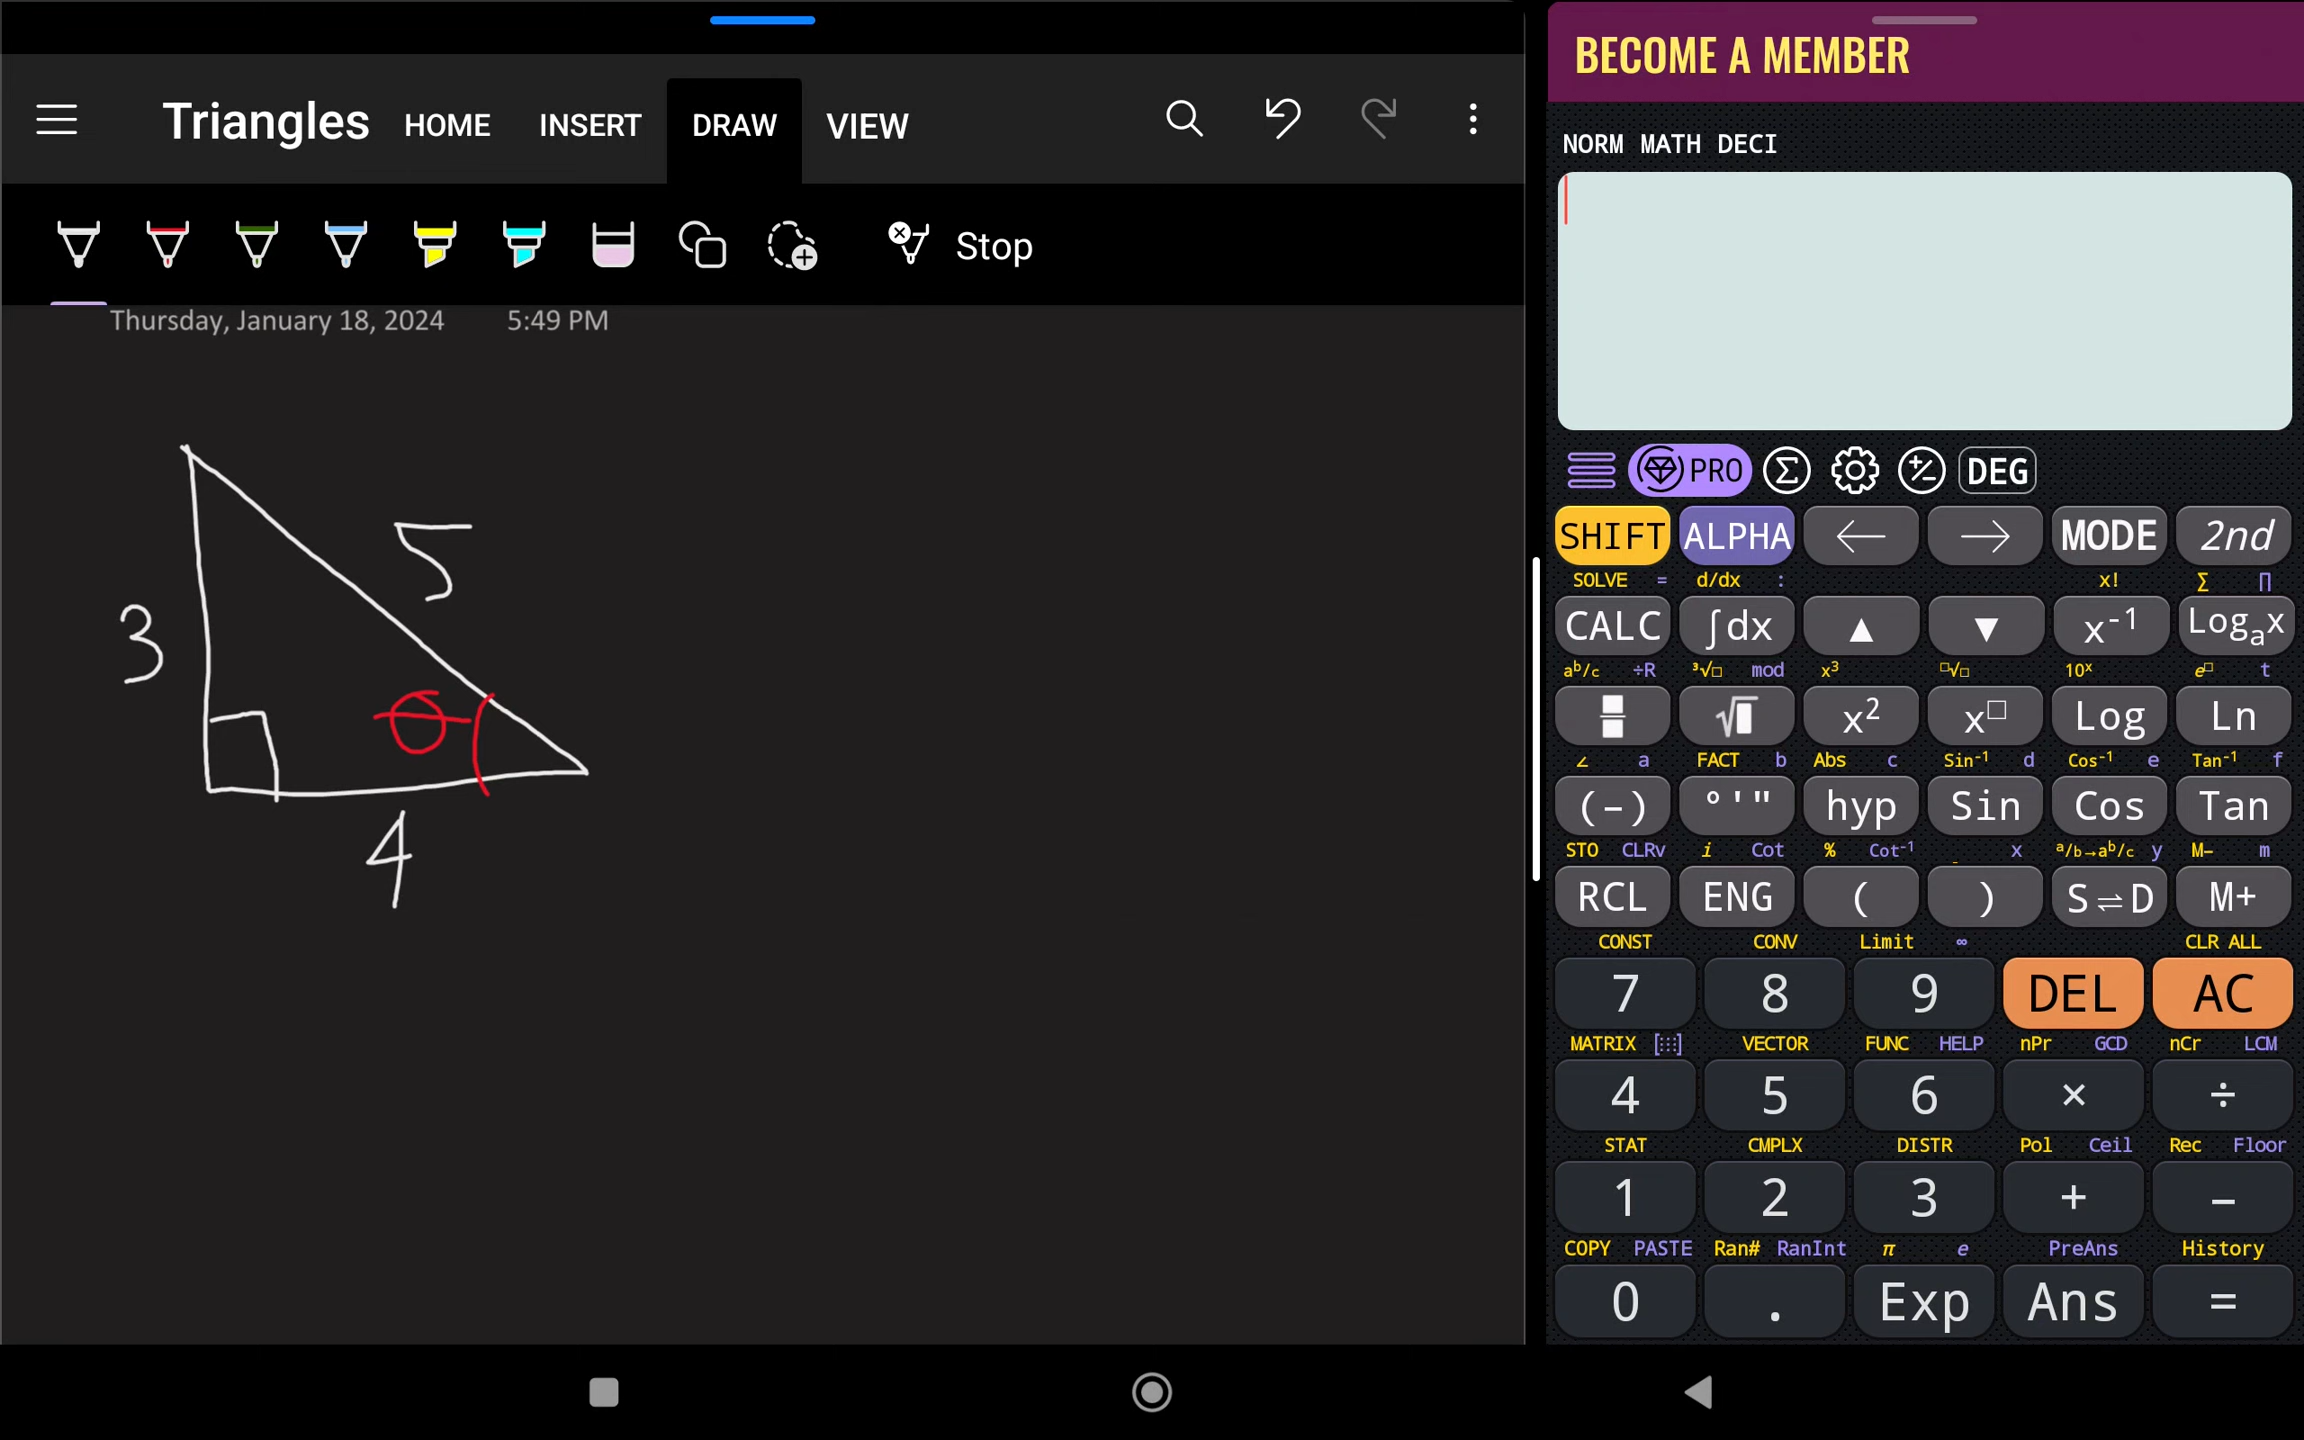 BECOME A MEMBER
Triangles HOME INSERT DRAW VIEW
NORM MATH DECI
Stop
Thursday, January 18, 2024 5:49 PM
5
3
θ
4
PRO Σ DEG
SHIFT ALPHA ← → MODE 2nd
SOLVE = d/dx : x! Σ ∏
CALC ∫dx ▲ ▼ x⁻¹ Logₐx
aᵇ/c ÷R ³√□ mod x³ □√□ 10ˣ e□ t
√ x² x□ Log Ln
∠ a FACT b Abs c Sin⁻¹ d Cos⁻¹ e Tan⁻¹ f
(-) °'" hyp Sin Cos Tan
STO CLRv i Cot % Cot⁻¹ x a/b→aᵇ/c y M- m
RCL ENG ( ) S⇌D M+
CONST CONV Limit ∞ CLR ALL
7 8 9 DEL AC
MATRIX [:::] VECTOR FUNC HELP nPr GCD nCr LCM
4 5 6 × ÷
STAT CMPLX DISTR Pol Ceil Rec Floor
1 2 3 + −
COPY PASTE Ran# RanInt π e PreAns History
0 . Exp Ans =